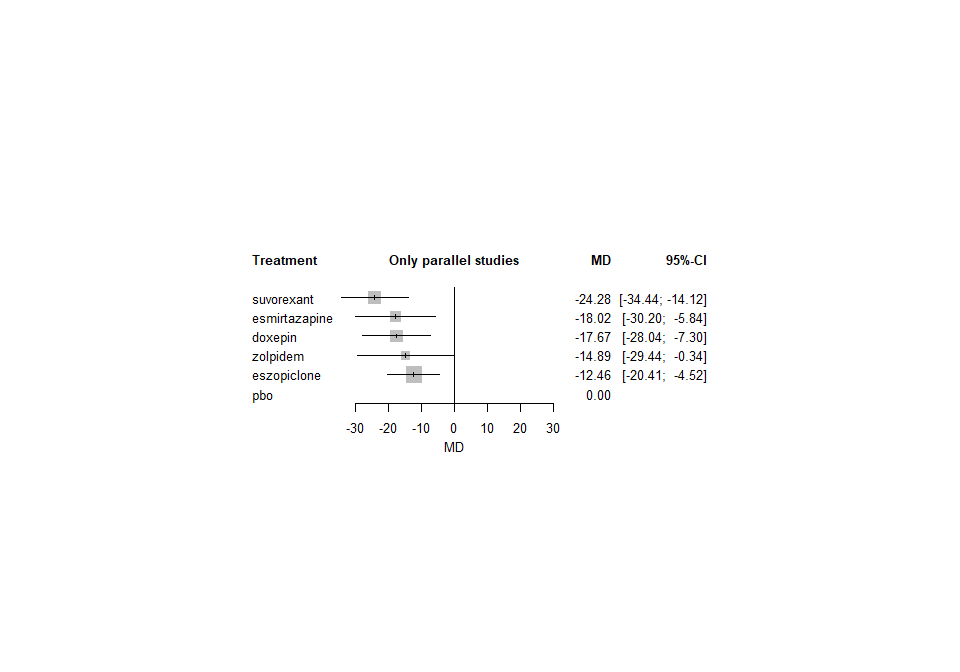 Treatment Only parallel studies MD 95%-CI
suvorexant -24.28 [-34.44; -14.12]
esmirtazapine -18.02 [-30.20; -5.84]
doxepin -17.67 [-28.04; -7.30]
zolpidem -14.89 [-29.44; -0.34]
eszopiclone -12.46 [-20.41; -4.52]
pbo 0.00
-30 -20 -10 0 10 20 30
MD